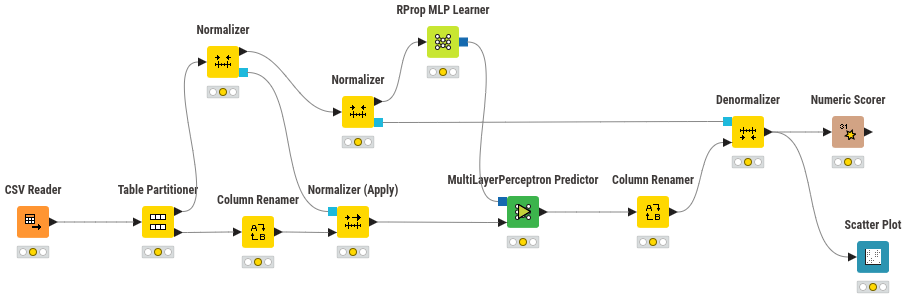 RProp MLP Learner
Normalizer
Normalizer
Denormalizer
Numeric Scorer
31
CSV Reader
Table Partitioner
Column Renamer
A
B
Normalizer (Apply)
MultiLayerPerceptron Predictor
Column Renamer
A
B
Scatter Plot